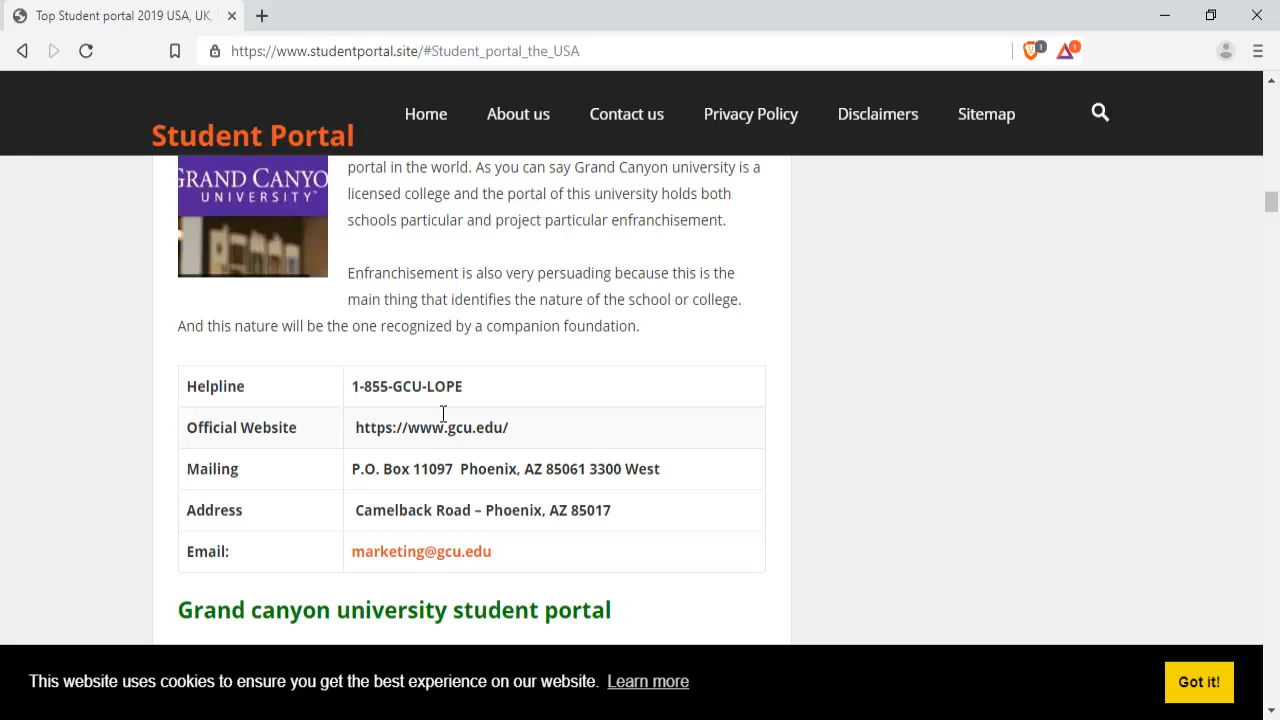 Top Student portal 2019 USA, UK,
https://www.studentportal.site/#Student_portal_the_USA
1
1
Student Portal
Home About us Contact us Privacy Policy Disclaimers Sitemap
GRAND CANYO
UNIVERSITY™
portal in the world. As you can say Grand Canyon university is a
licensed college and the portal of this university holds both
schools particular and project particular enfranchisement.
Enfranchisement is also very persuading because this is the
main thing that identifies the nature of the school or college.
And this nature will be the one recognized by a companion foundation.
Helpline 1-855-GCU-LOPE
Official Website https://www.gcu.edu/
Mailing P.O. Box 11097 Phoenix, AZ 85061 3300 West
Address Camelback Road – Phoenix, AZ 85017
Email: marketing@gcu.edu
Grand canyon university student portal
This website uses cookies to ensure you get the best experience on our website. Learn more
Got it!